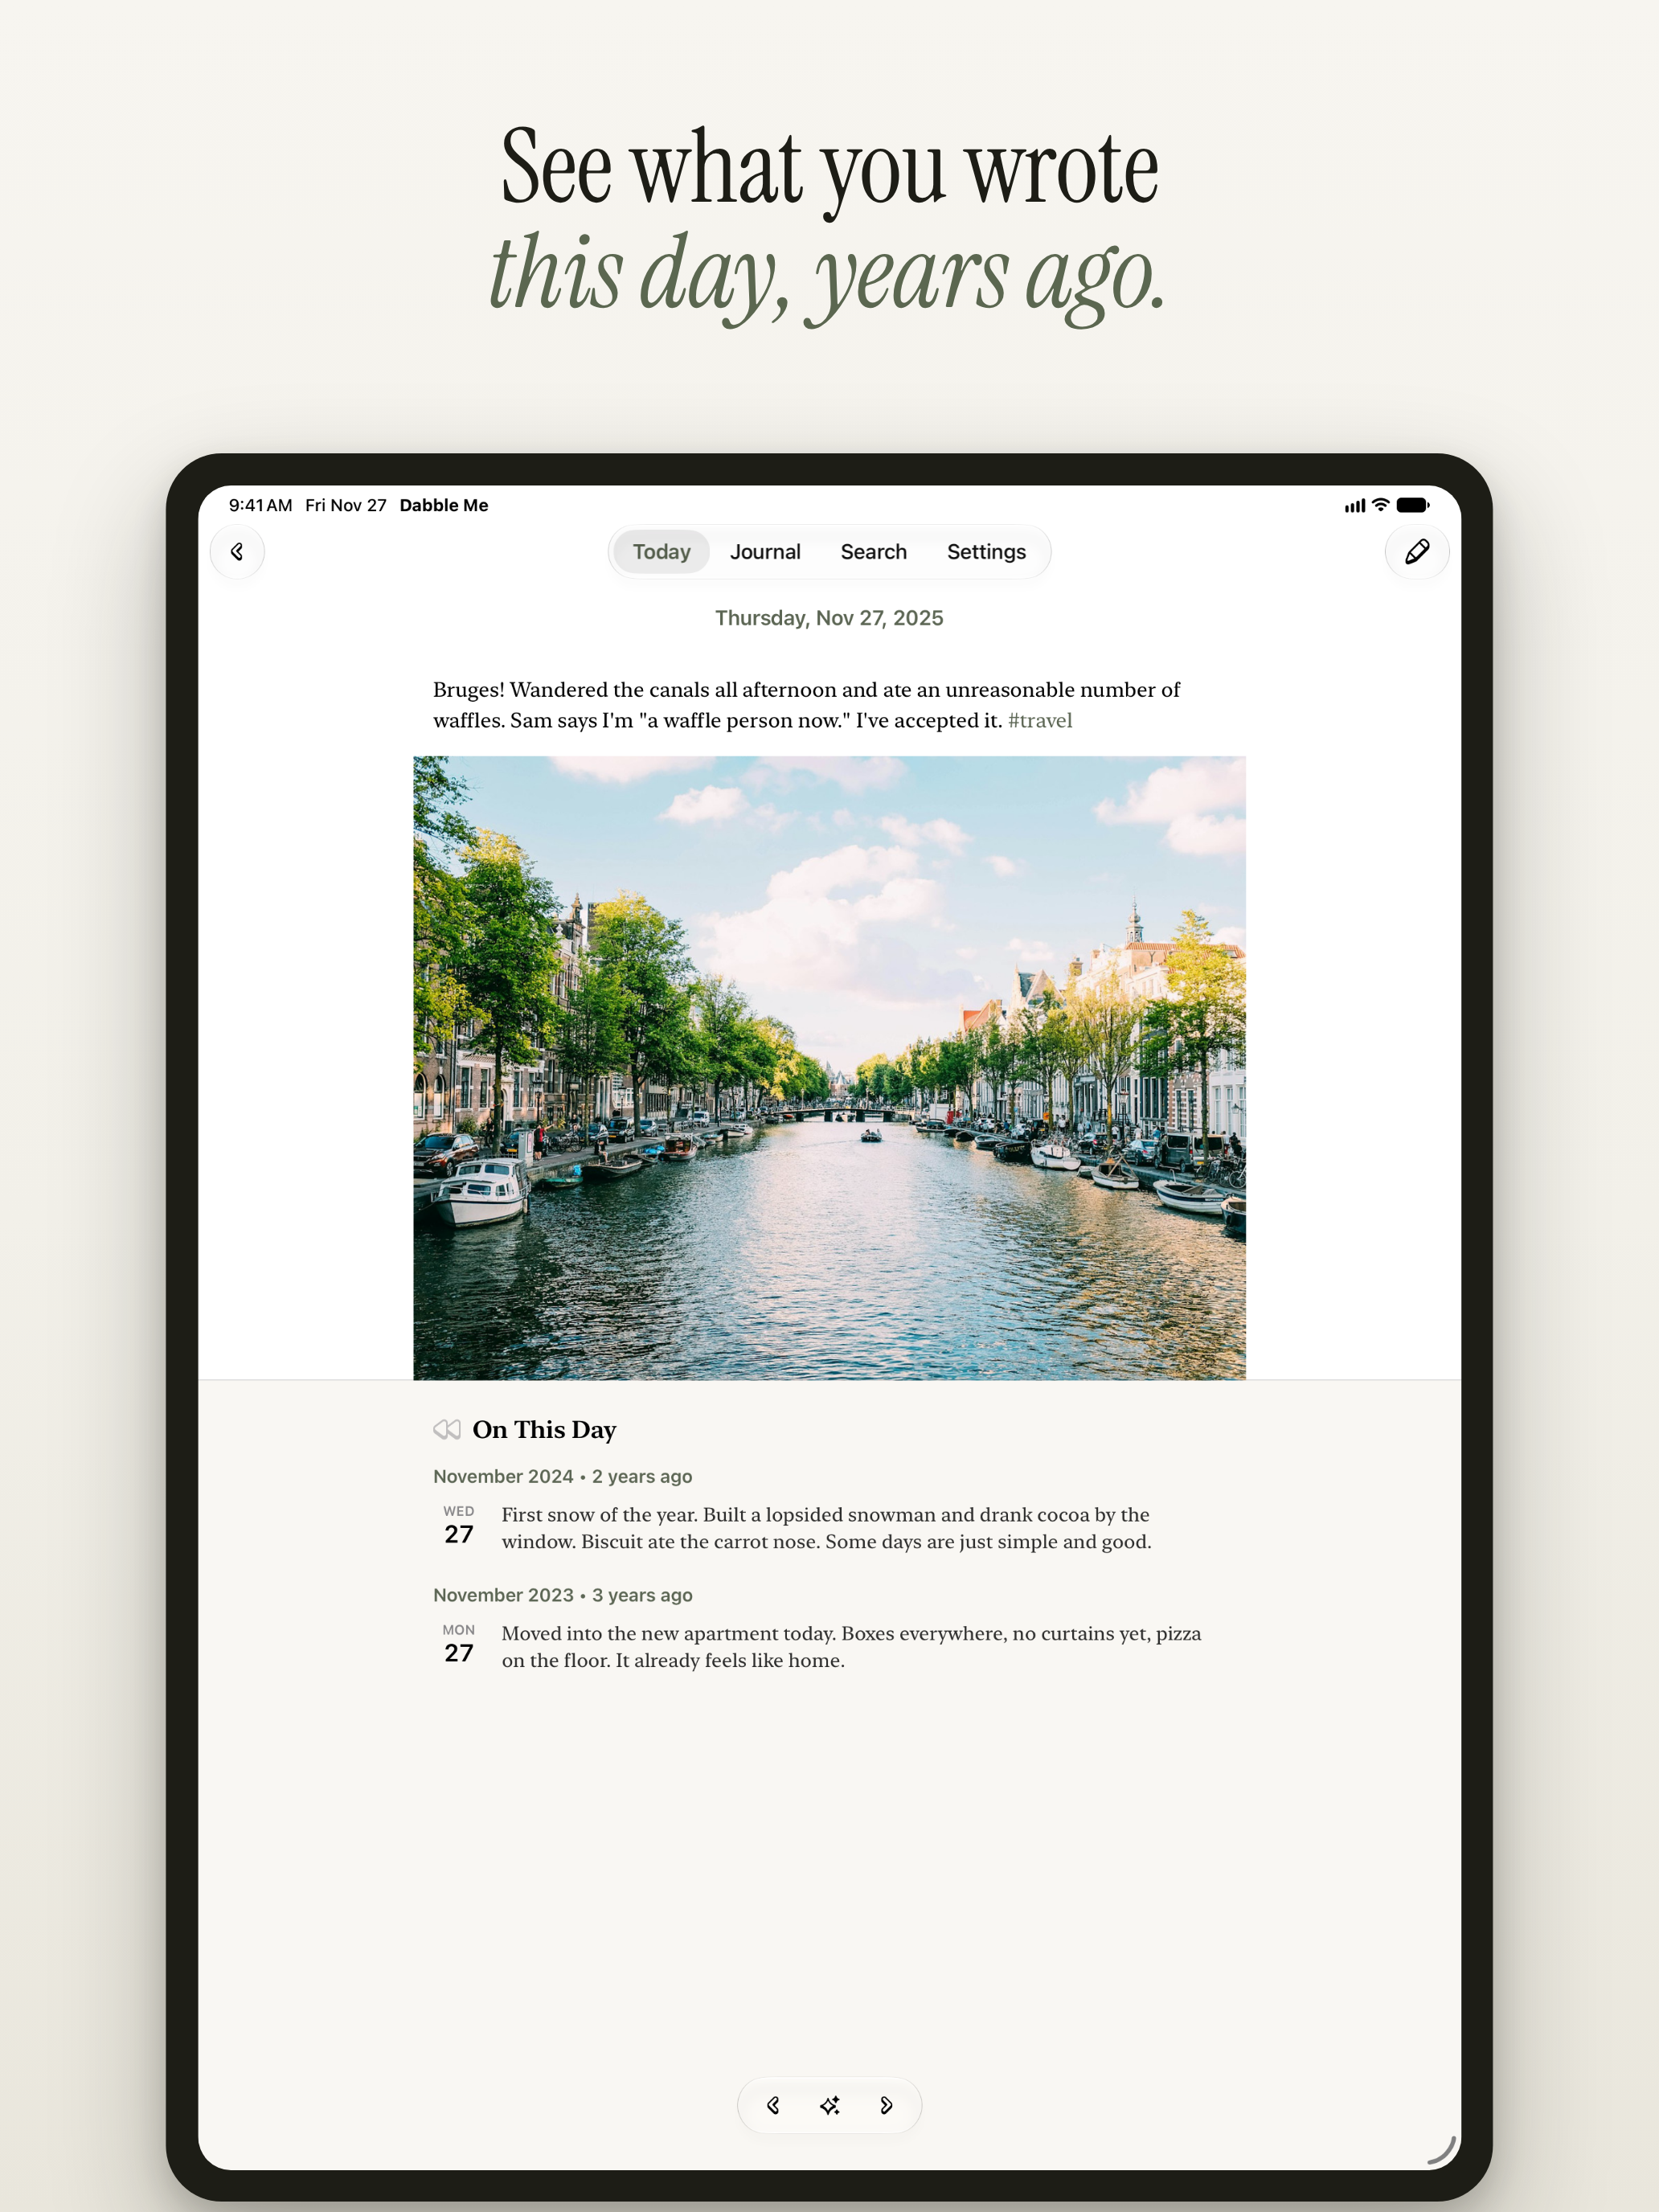 See what you wrote
this day, years ago.
9:41 AM Fri Nov 27 Dabble Me
Today Journal Search Settings
Thursday, Nov 27, 2025
Bruges! Wandered the canals all afternoon and ate an unreasonable number of
waffles. Sam says I'm "a waffle person now." I've accepted it. #travel
On This Day
November 2024 • 2 years ago
WED
27
First snow of the year. Built a lopsided snowman and drank cocoa by the
window. Biscuit ate the carrot nose. Some days are just simple and good.
November 2023 • 3 years ago
MON
27
Moved into the new apartment today. Boxes everywhere, no curtains yet, pizza
on the floor. It already feels like home.